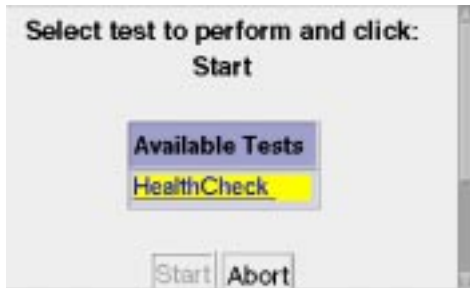 Select test to perform and click:
Start
Available Tests
HealthCheck
Start Abort